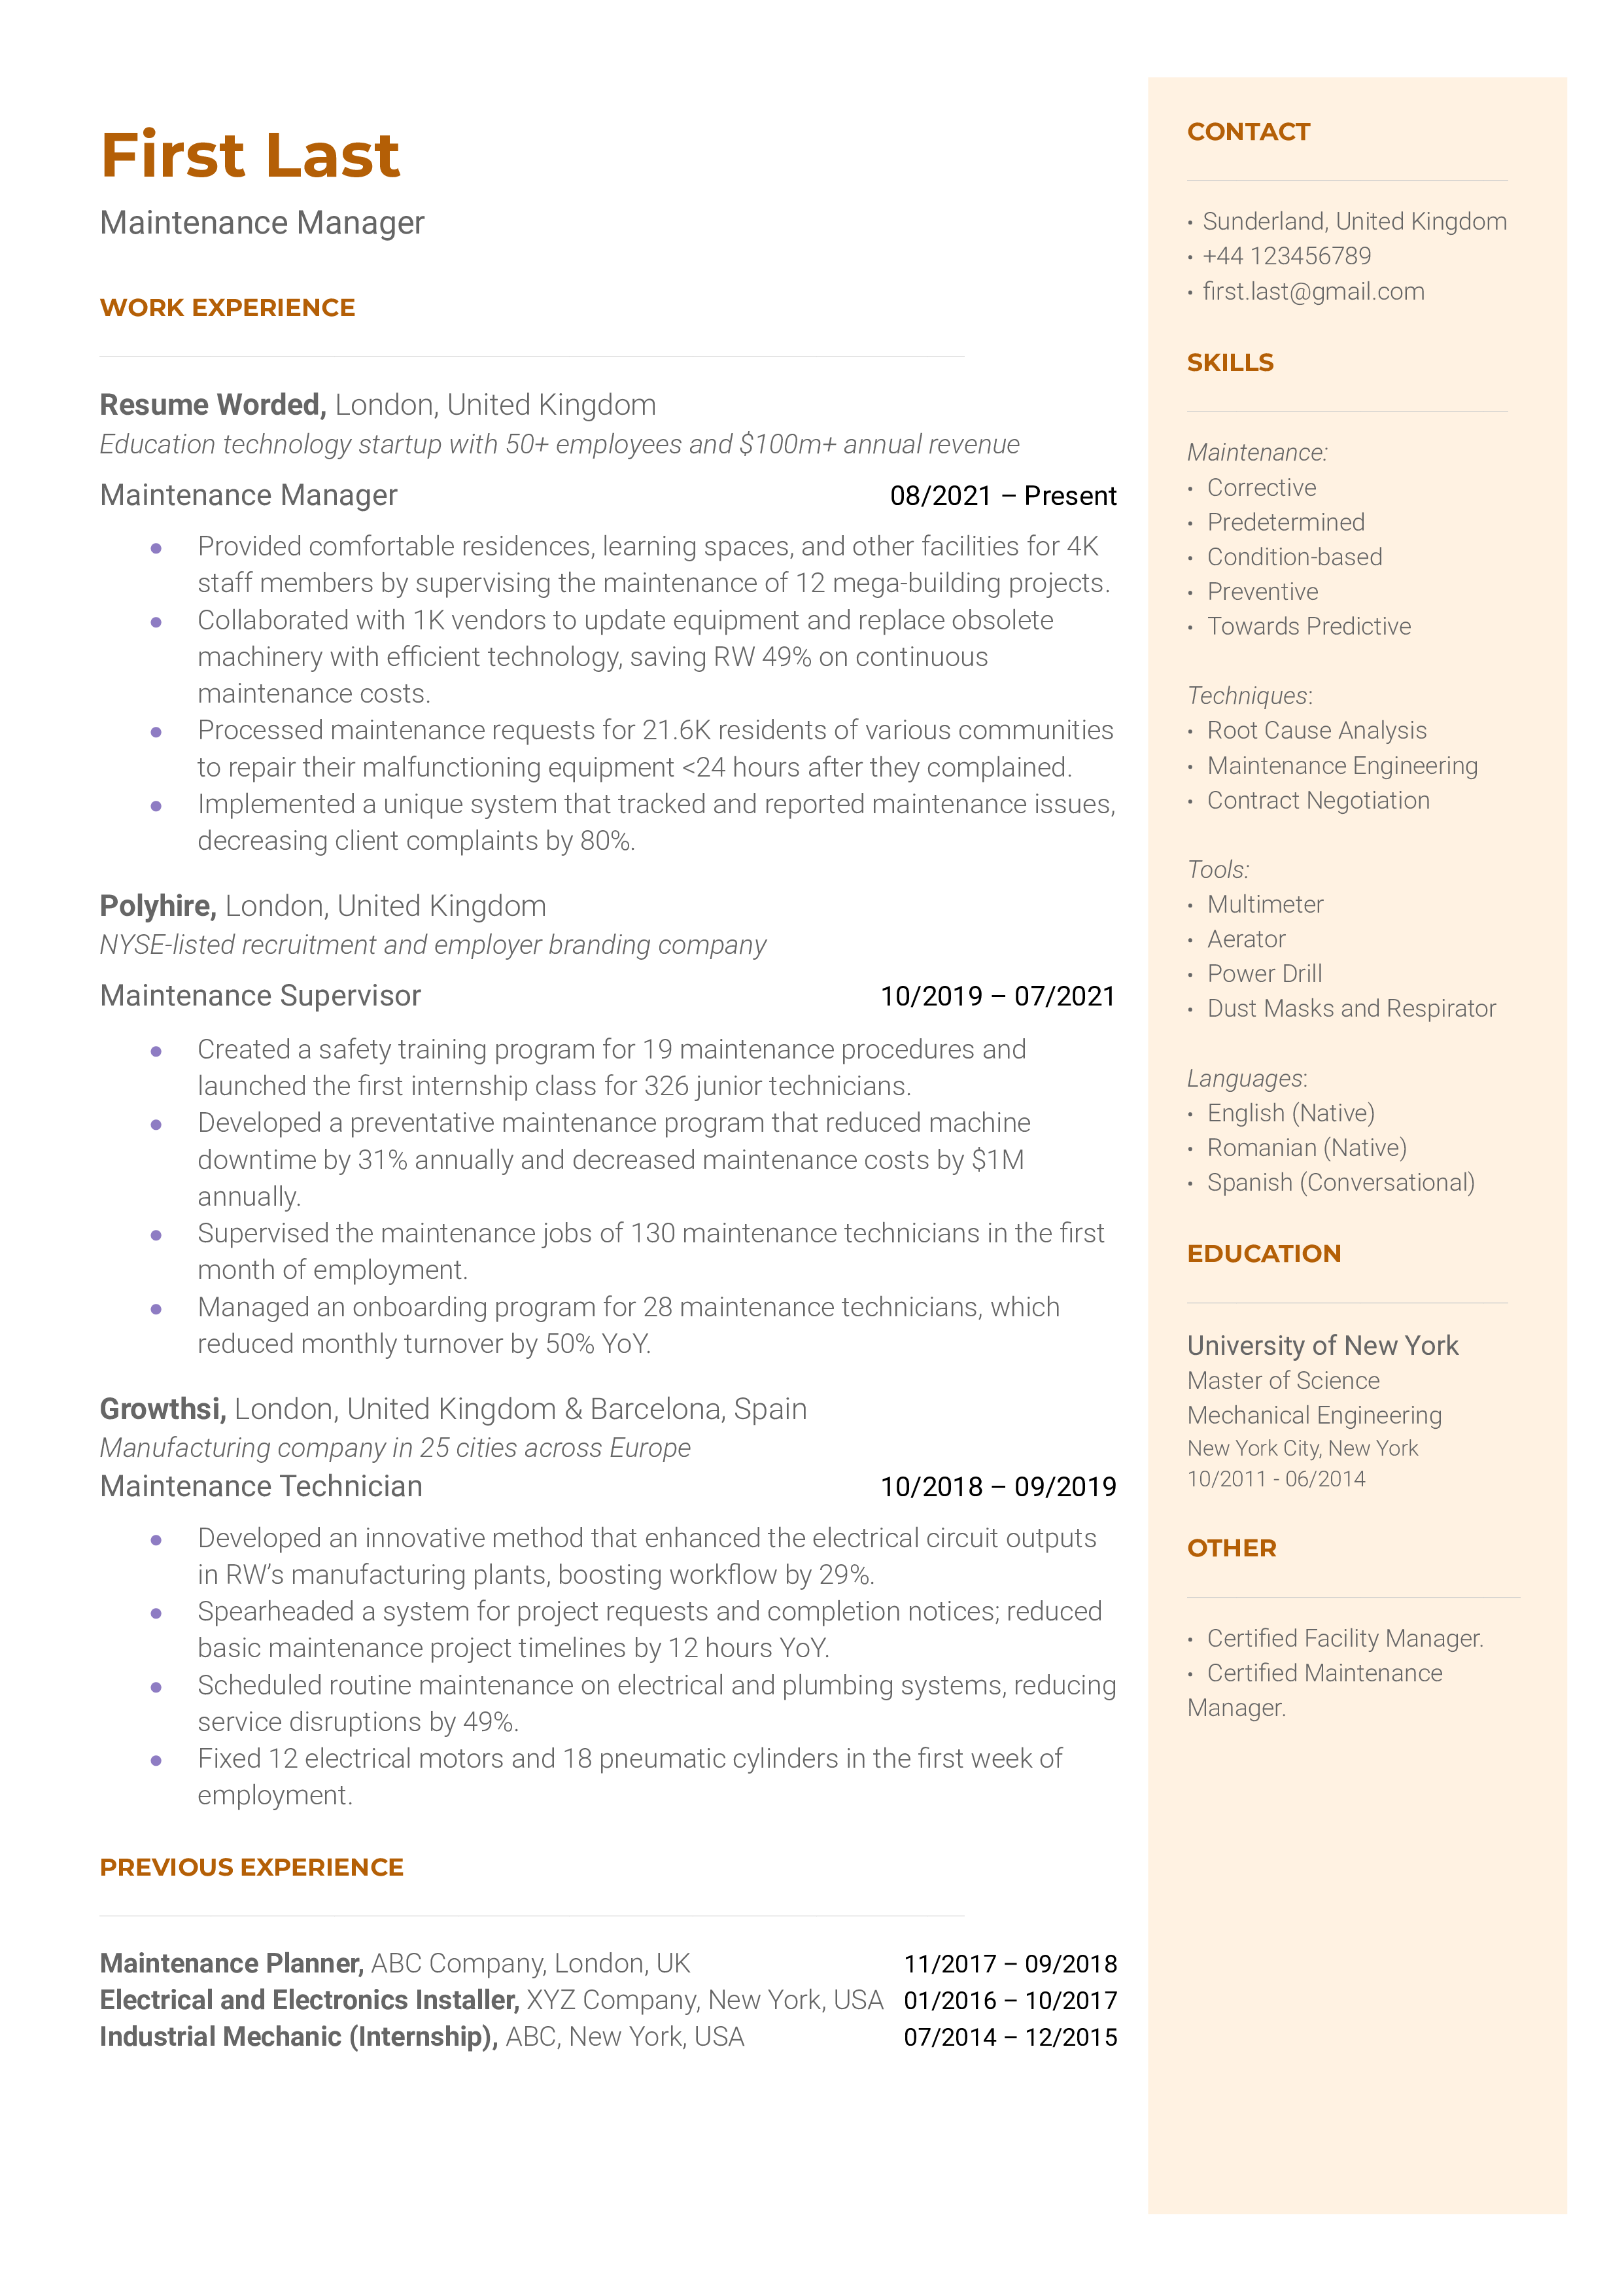 First Last
Maintenance Manager
WORK EXPERIENCE
Resume Worded, London, United Kingdom
Education technology startup with 50+ employees and $100m+ annual revenue
Maintenance Manager 08/2021 – Present
● Provided comfortable residences, learning spaces, and other facilities for 4K
staff members by supervising the maintenance of 12 mega-building projects.
● Collaborated with 1K vendors to update equipment and replace obsolete
machinery with efficient technology, saving RW 49% on continuous
maintenance costs.
● Processed maintenance requests for 21.6K residents of various communities
to repair their malfunctioning equipment <24 hours after they complained.
● Implemented a unique system that tracked and reported maintenance issues,
decreasing client complaints by 80%.
Polyhire, London, United Kingdom
NYSE-listed recruitment and employer branding company
Maintenance Supervisor 10/2019 – 07/2021
● Created a safety training program for 19 maintenance procedures and
launched the first internship class for 326 junior technicians.
● Developed a preventative maintenance program that reduced machine
downtime by 31% annually and decreased maintenance costs by $1M
annually.
● Supervised the maintenance jobs of 130 maintenance technicians in the first
month of employment.
● Managed an onboarding program for 28 maintenance technicians, which
reduced monthly turnover by 50% YoY.
Growthsi, London, United Kingdom & Barcelona, Spain
Manufacturing company in 25 cities across Europe
Maintenance Technician 10/2018 – 09/2019
● Developed an innovative method that enhanced the electrical circuit outputs
in RW’s manufacturing plants, boosting workflow by 29%.
● Spearheaded a system for project requests and completion notices; reduced
basic maintenance project timelines by 12 hours YoY.
● Scheduled routine maintenance on electrical and plumbing systems, reducing
service disruptions by 49%.
● Fixed 12 electrical motors and 18 pneumatic cylinders in the first week of
employment.
PREVIOUS EXPERIENCE
Maintenance Planner, ABC Company, London, UK 11/2017 – 09/2018
Electrical and Electronics Installer, XYZ Company, New York, USA 01/2016 – 10/2017
Industrial Mechanic (Internship), ABC, New York, USA 07/2014 – 12/2015
CONTACT
• Sunderland, United Kingdom
• +44 123456789
• first.last@gmail.com
SKILLS
Maintenance:
• Corrective
• Predetermined
• Condition-based
• Preventive
• Towards Predictive
Techniques:
• Root Cause Analysis
• Maintenance Engineering
• Contract Negotiation
Tools:
• Multimeter
• Aerator
• Power Drill
• Dust Masks and Respirator
Languages:
• English (Native)
• Romanian (Native)
• Spanish (Conversational)
EDUCATION
University of New York
Master of Science
Mechanical Engineering
New York City, New York
10/2011 - 06/2014
OTHER
• Certified Facility Manager.
• Certified Maintenance
Manager.